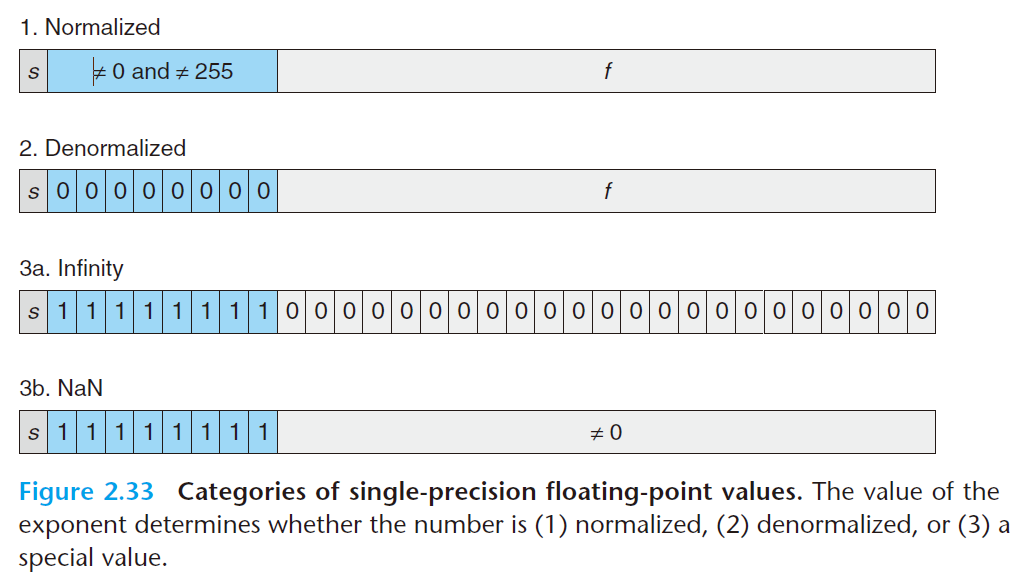 1. Normalized
s ≠ 0 and ≠ 255 f
2. Denormalized
s 0 0 0 0 0 0 0 0 f
3a. Infinity
s 1 1 1 1 1 1 1 1 0 0 0 0 0 0 0 0 0 0 0 0 0 0 0 0 0 0 0 0 0 0 0
3b. NaN
s 1 1 1 1 1 1 1 1 ≠ 0
Figure 2.33 Categories of single-precision floating-point values. The value of the
exponent determines whether the number is (1) normalized, (2) denormalized, or (3) a
special value.